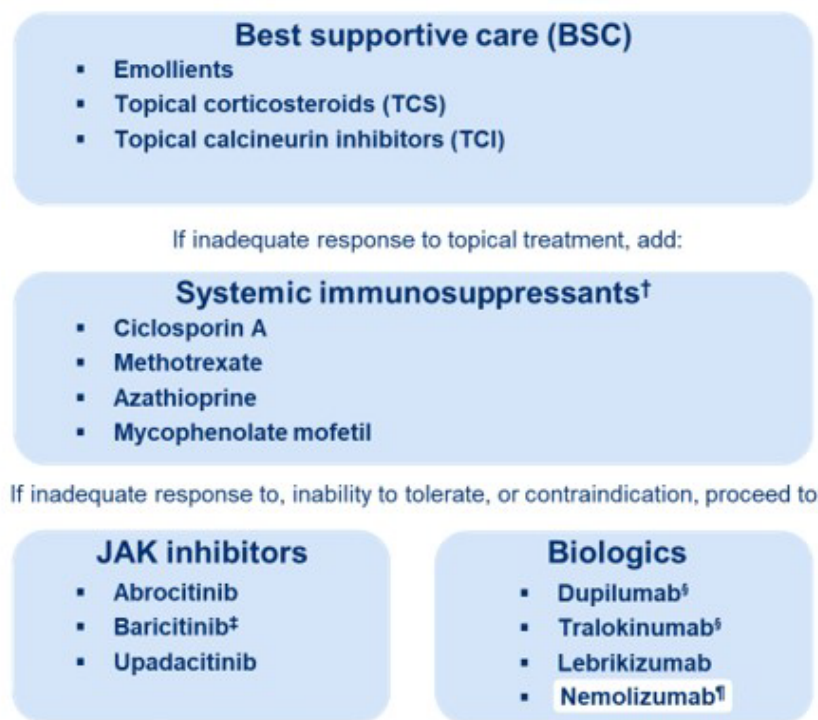 Best supportive care (BSC)
▪ Emollients
▪ Topical corticosteroids (TCS)
▪ Topical calcineurin inhibitors (TCI)
If inadequate response to topical treatment, add:
Systemic immunosuppressants†
▪ Ciclosporin A
▪ Methotrexate
▪ Azathioprine
▪ Mycophenolate mofetil
If inadequate response to, inability to tolerate, or contraindication, proceed to
JAK inhibitors
▪ Abrocitinib
▪ Baricitinib‡
▪ Upadacitinib
Biologics
▪ Dupilumab§
▪ Tralokinumab§
▪ Lebrikizumab
▪ Nemolizumab¶